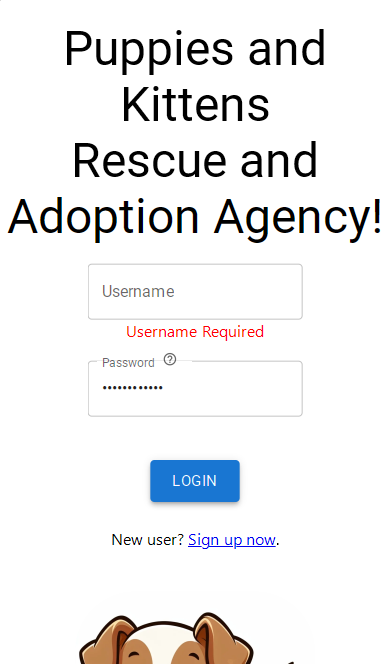 Puppies and
Kittens
Rescue and
Adoption Agency!
Username
Username Required
Password
••••••••••••
LOGIN
New user? Sign up now.